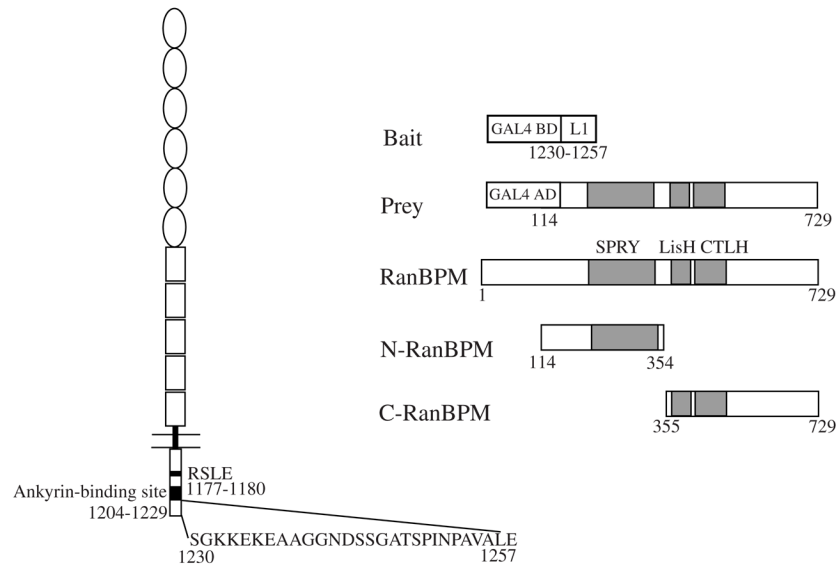 Bait
GAL4 BD L1
1230-1257
Prey
GAL4 AD
114 729
SPRY LisH CTLH
RanBPM
1 729
N-RanBPM
114 354
C-RanBPM
355 729
RSLE
1177-1180
Ankyrin-binding site
1204-1229
SGKKEKEAAGGNDSSGATSPINPAVALE
1230 1257